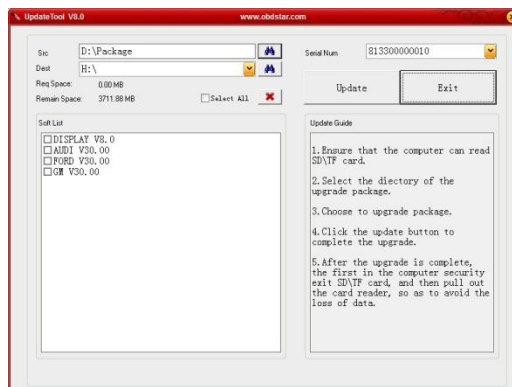 UpdateTool V8.0
www.obdstar.com
Src
D:\Package
Dest
H:\
Req Space:
0.00 MB
Remain Space:
3711.88 MB
Select All
Serial Num
813300000010
Update
Exit
Soft List
DISPLAY V8.0
AUDI V30.00
FORD V30.00
GM V30.00
Update Guide
1.Ensure that the computer can read
SD\TF card.
2.Select the diectory of the
upgrade package.
3.Choose to upgrade package.
4.Click the update button to
complete the upgrade.
5.After the upgrade is complete,
the first in the computer security
exit SD\TF card, and then pull out
the card reader, so as to avoid the
loss of data.